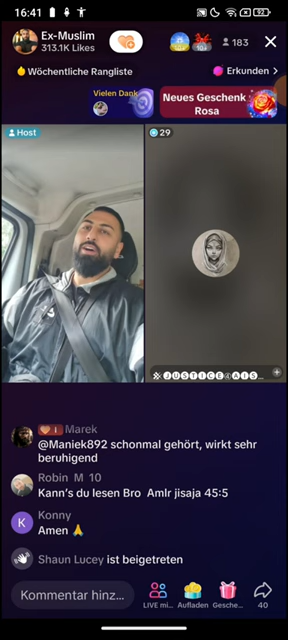 16:41
92
Ex-Muslim
313.1K Likes
10+
183
Wöchentliche Rangliste
Erkunden >
Vielen Dank
Neues Geschenk
Rosa
Host
29
JUSTICE④AIS...
Marek
@Maniek892 schonmal gehört, wirkt sehr
beruhigend
Robin M 10
Kann's du lesen Bro Amlr jisaja 45:5
K
Konny
Amen 🙏
Shaun Lucey ist beigetreten
Kommentar hinz...
LIVE mi...
Aufladen
Gesche...
40